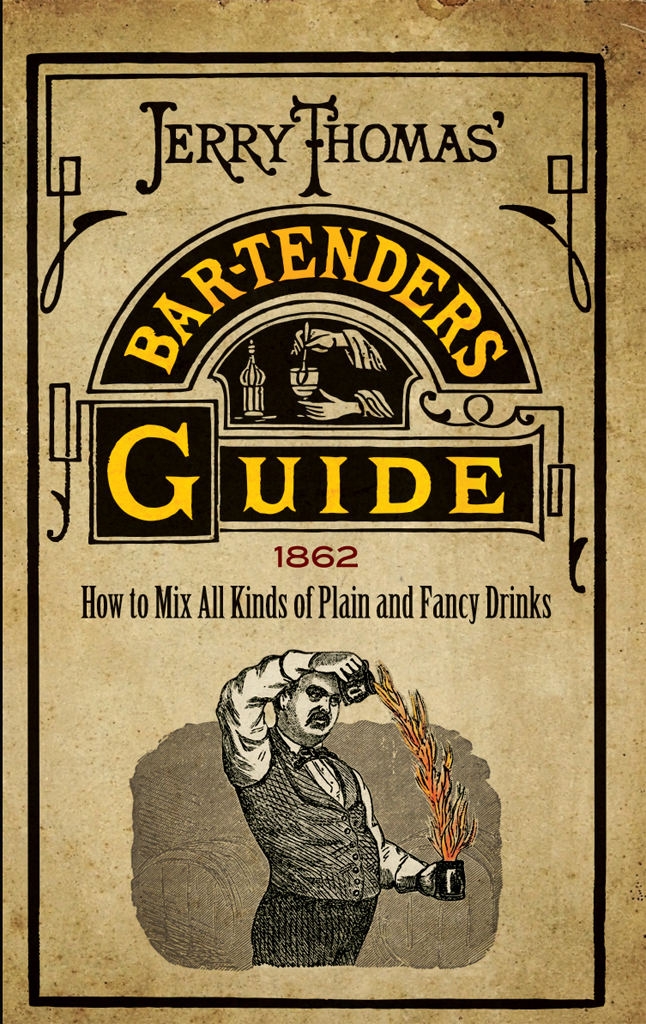 JERRY THOMAS'
BAR-TENDERS
GUIDE
1862
How to Mix All Kinds of Plain and Fancy Drinks